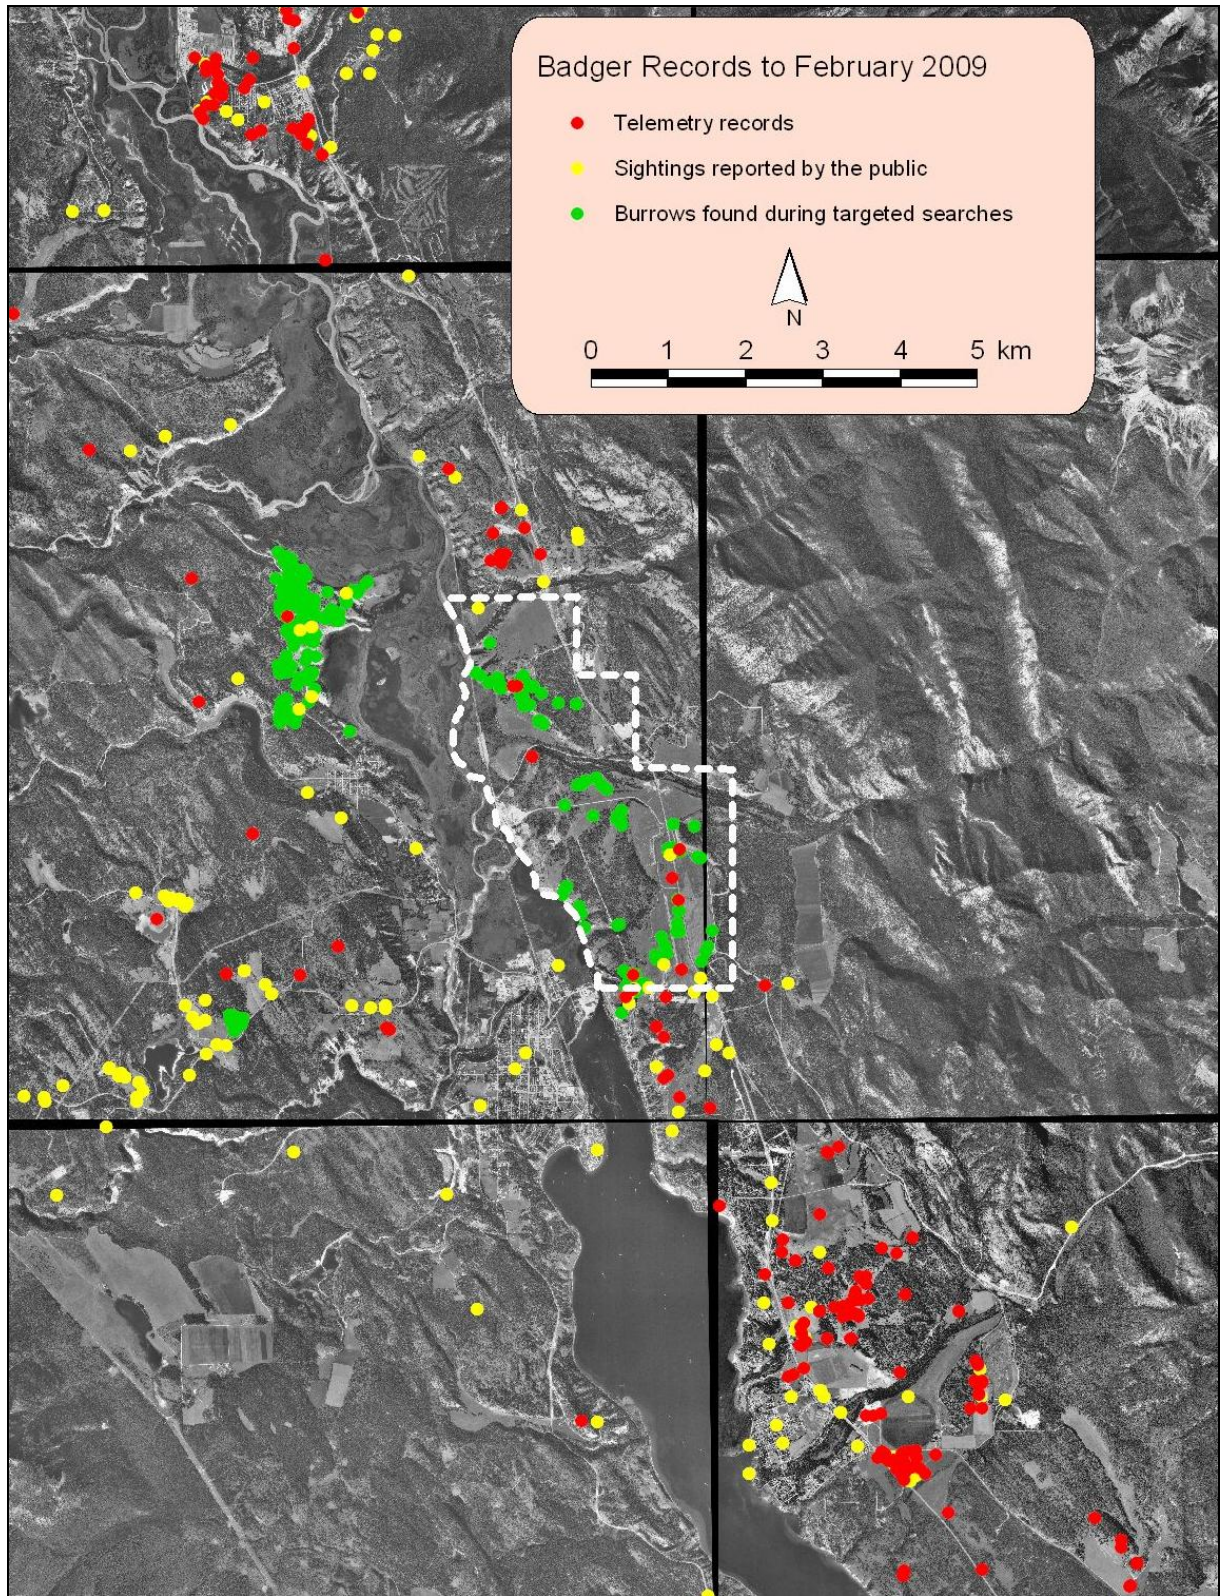 Badger Records to February 2009
Telemetry records
Sightings reported by the public
Burrows found during targeted searches
N
0 1 2 3 4 5 km